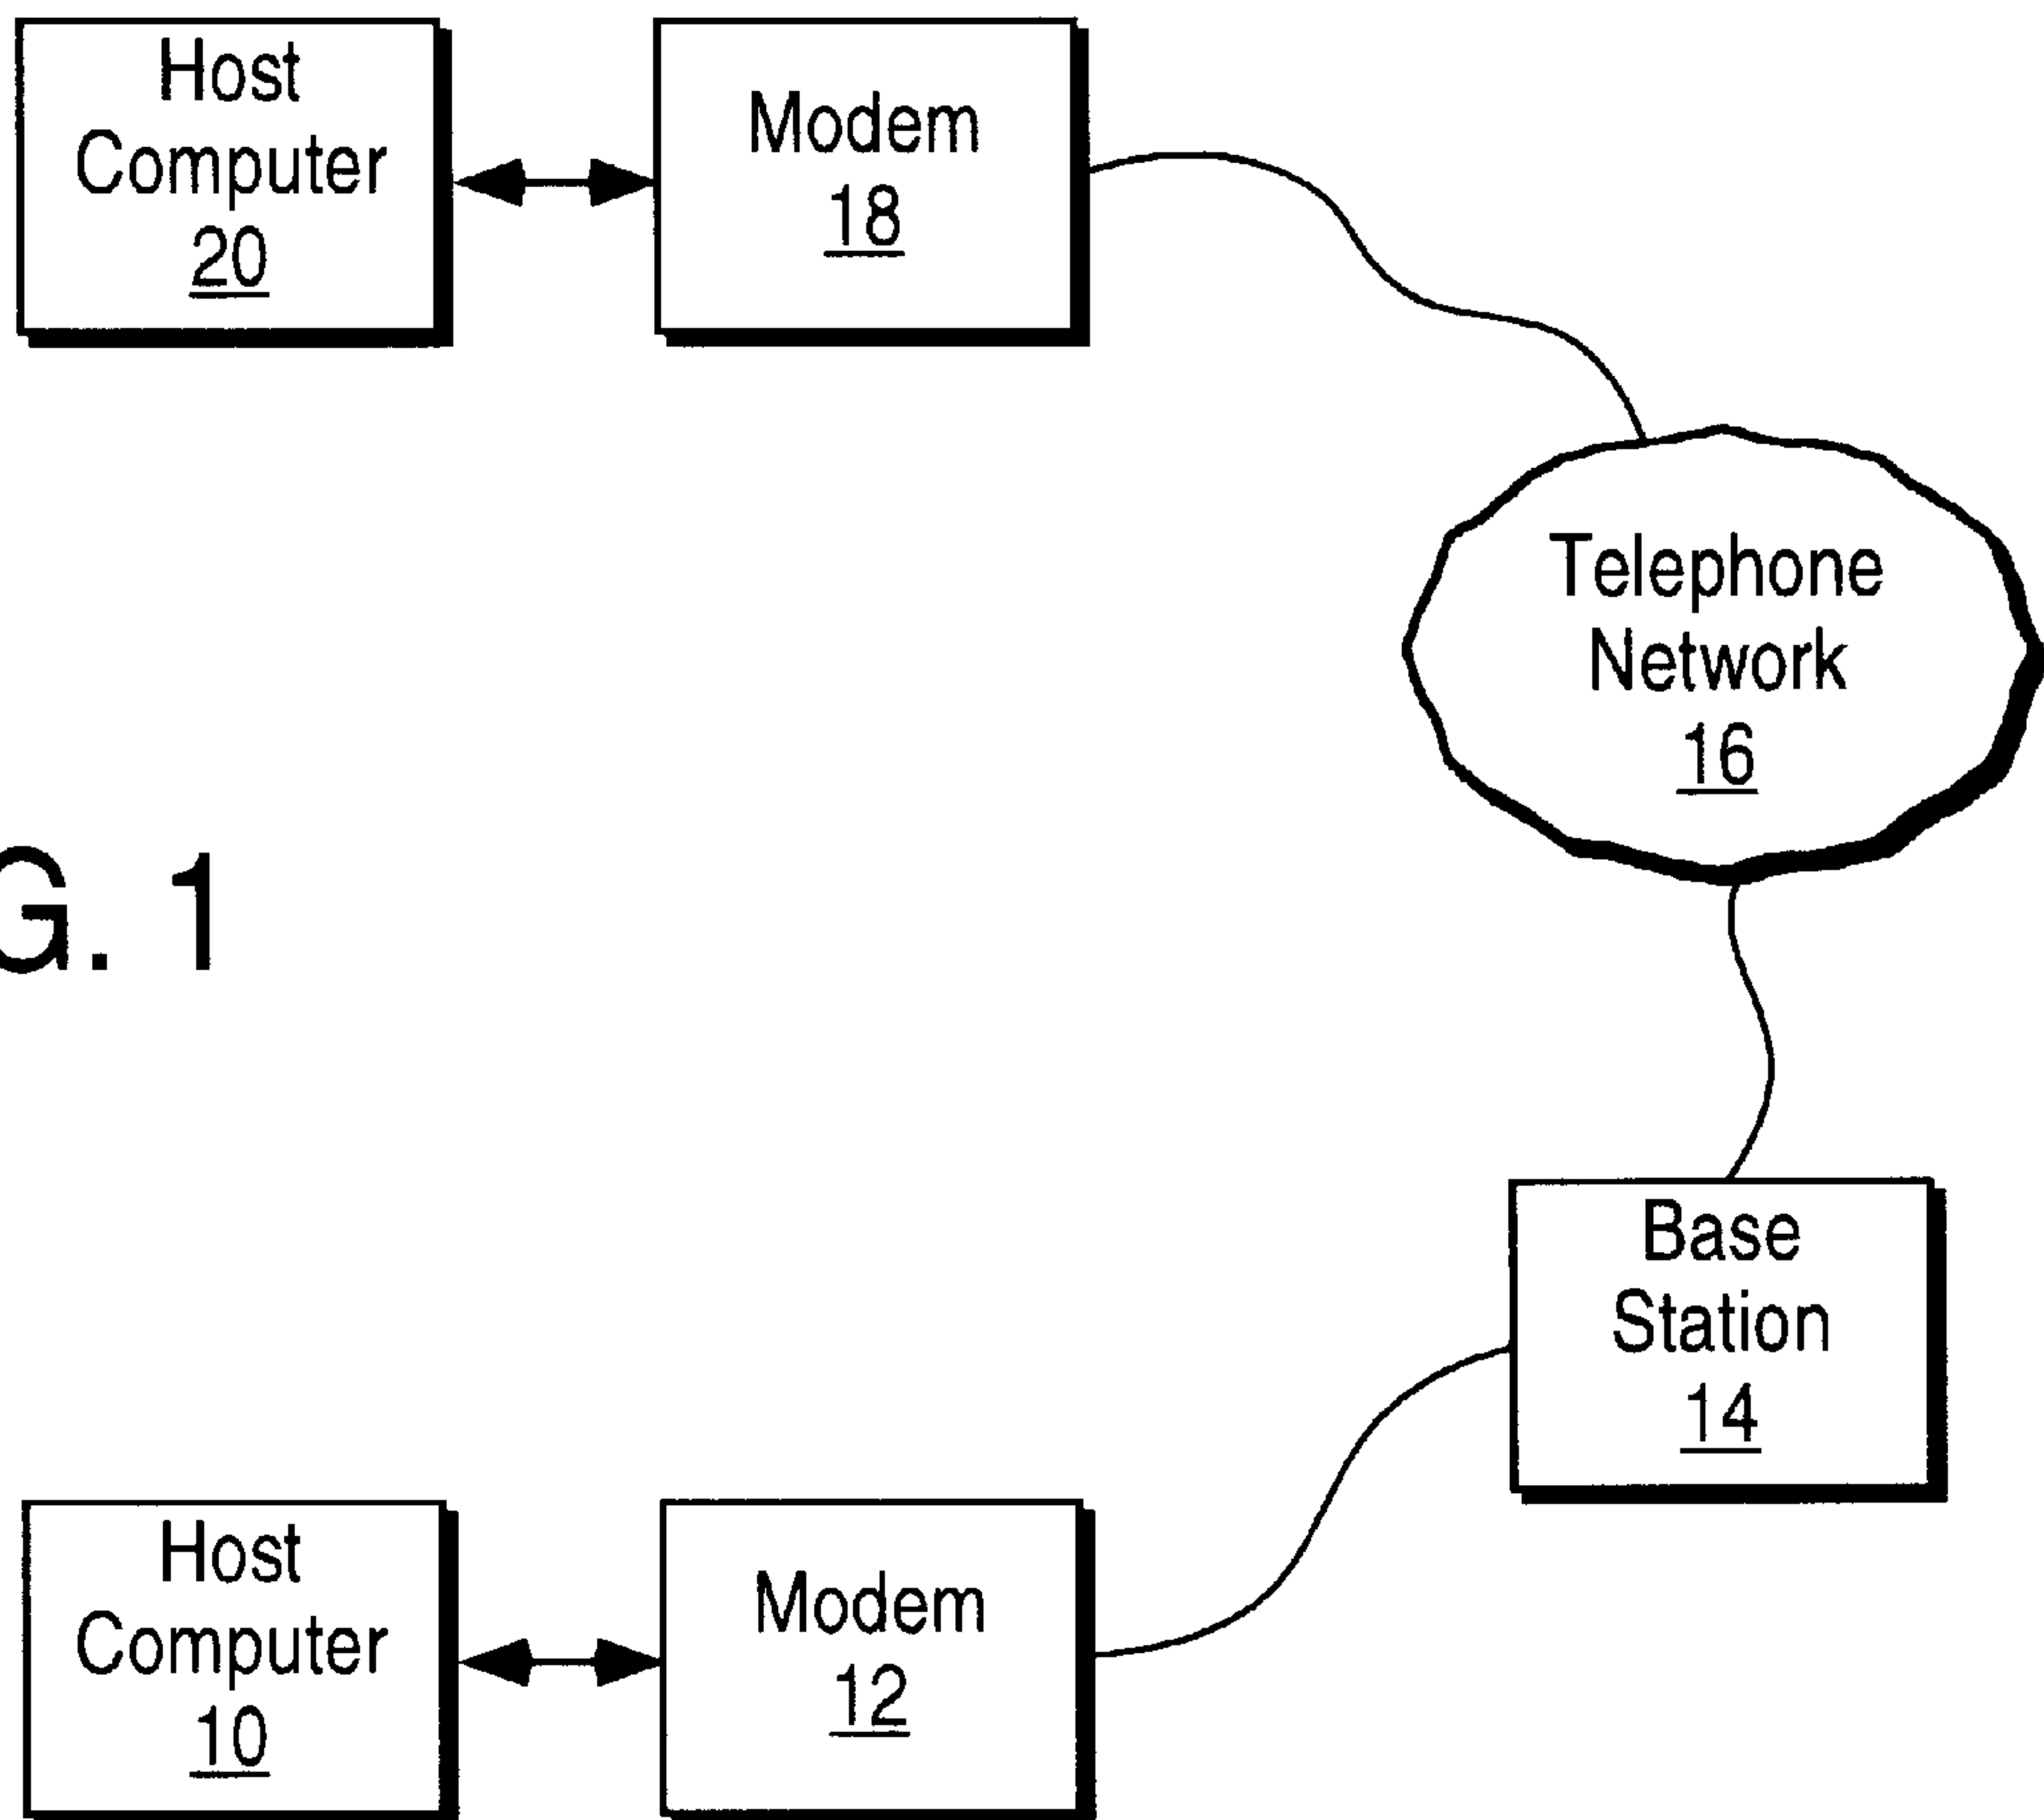 Host
Computer
20
Modem
18
Telephone
Network
16
G. 1
Base
Station
14
Host
Computer
10
Modem
12